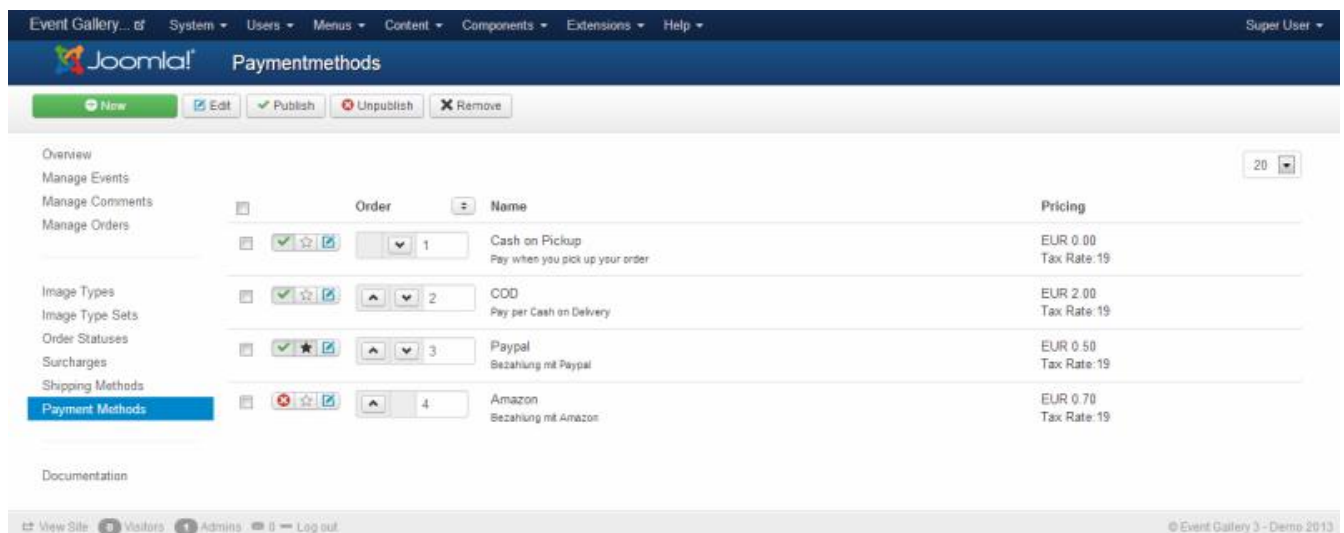 Event Gallery... System Users Menus Content Components Extensions Help Super User
Joomla! Paymentmethods
New Edit Publish Unpublish Remove
Overview
Manage Events
Manage Comments
Manage Orders
Image Types
Image Type Sets
Order Statuses
Surcharges
Shipping Methods
Payment Methods
Documentation
20
Order Name Pricing
1 Cash on Pickup EUR 0.00
Pay when you pick up your order Tax Rate:19
2 COD EUR 2.00
Pay per Cash on Delivery Tax Rate:19
3 Paypal EUR 0.50
Bezahlung mit Paypal Tax Rate:19
4 Amazon EUR 0.70
Bezahlung mit Amazon Tax Rate:19
View Site Visitors 1 Admins 0 Log out © Event Gallery 3 - Demo 2013